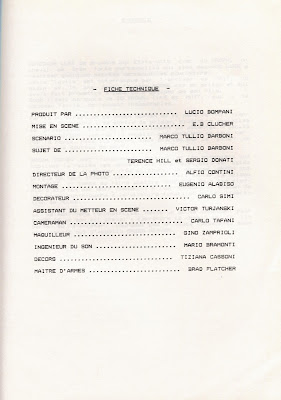 - FICHE TECHNIQUE -
PRODUIT PAR ........................ LUCIO BOMPANI
MISE EN SCENE ........................ E.B CLUCHER
SCENARIO .................... MARCO TULLIO BARBONI
SUJET DE .................... MARCO TULLIO BARBONI
TERENCE HILL et SERGIO DONATI
DIRECTEUR DE LA PHOTO ............... ALFIO CONTINI
MONTAGE ......................... EUGENIO ALABISO
DECORATEUR ............................ CARLO SIMI
ASSISTANT DU METTEUR EN SCENE ...... VICTOR TURJANSKI
CAMERAMAN ......................... CARLO TAFANI
MAQUILLEUR ....................... GINO ZAMPRIOLI
INGENIEUR DU SON ................... MARIO BRAMONTI
DECORS .......................... TIZIANA CASSONI
MAITRE D'ARMES ..................... BRAD FLATCHER